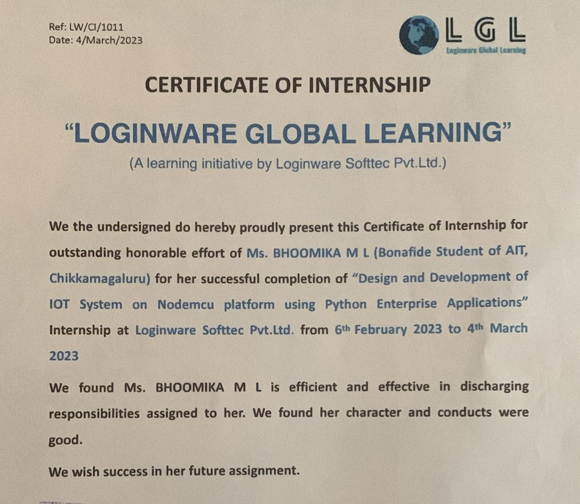 Ref: LW/CI/1011
Date: 4/March/2023
LGL
Loginware Global Learning
CERTIFICATE OF INTERNSHIP
“LOGINWARE GLOBAL LEARNING”
(A learning initiative by Loginware Softtec Pvt.Ltd.)
We the undersigned do hereby proudly present this Certificate of Internship for
outstanding honorable effort of Ms. BHOOMIKA M L (Bonafide Student of AIT,
Chikkamagaluru) for her successful completion of “Design and Development of
IOT System on Nodemcu platform using Python Enterprise Applications”
Internship at Loginware Softtec Pvt.Ltd. from 6th February 2023 to 4th March
2023
We found Ms. BHOOMIKA M L is efficient and effective in discharging
responsibilities assigned to her. We found her character and conducts were
good.
We wish success in her future assignment.